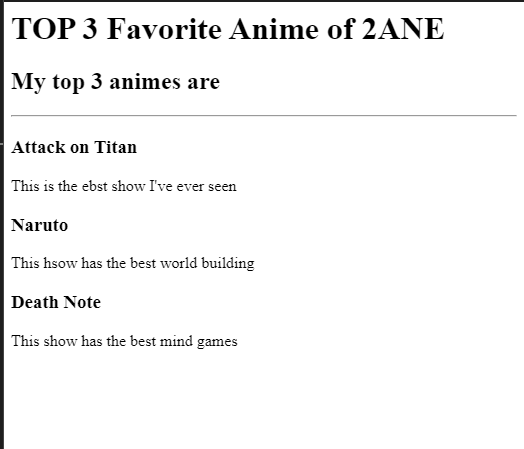 TOP 3 Favorite Anime of 2ANE
My top 3 animes are
Attack on Titan
This is the ebst show I've ever seen
Naruto
This hsow has the best world building
Death Note
This show has the best mind games